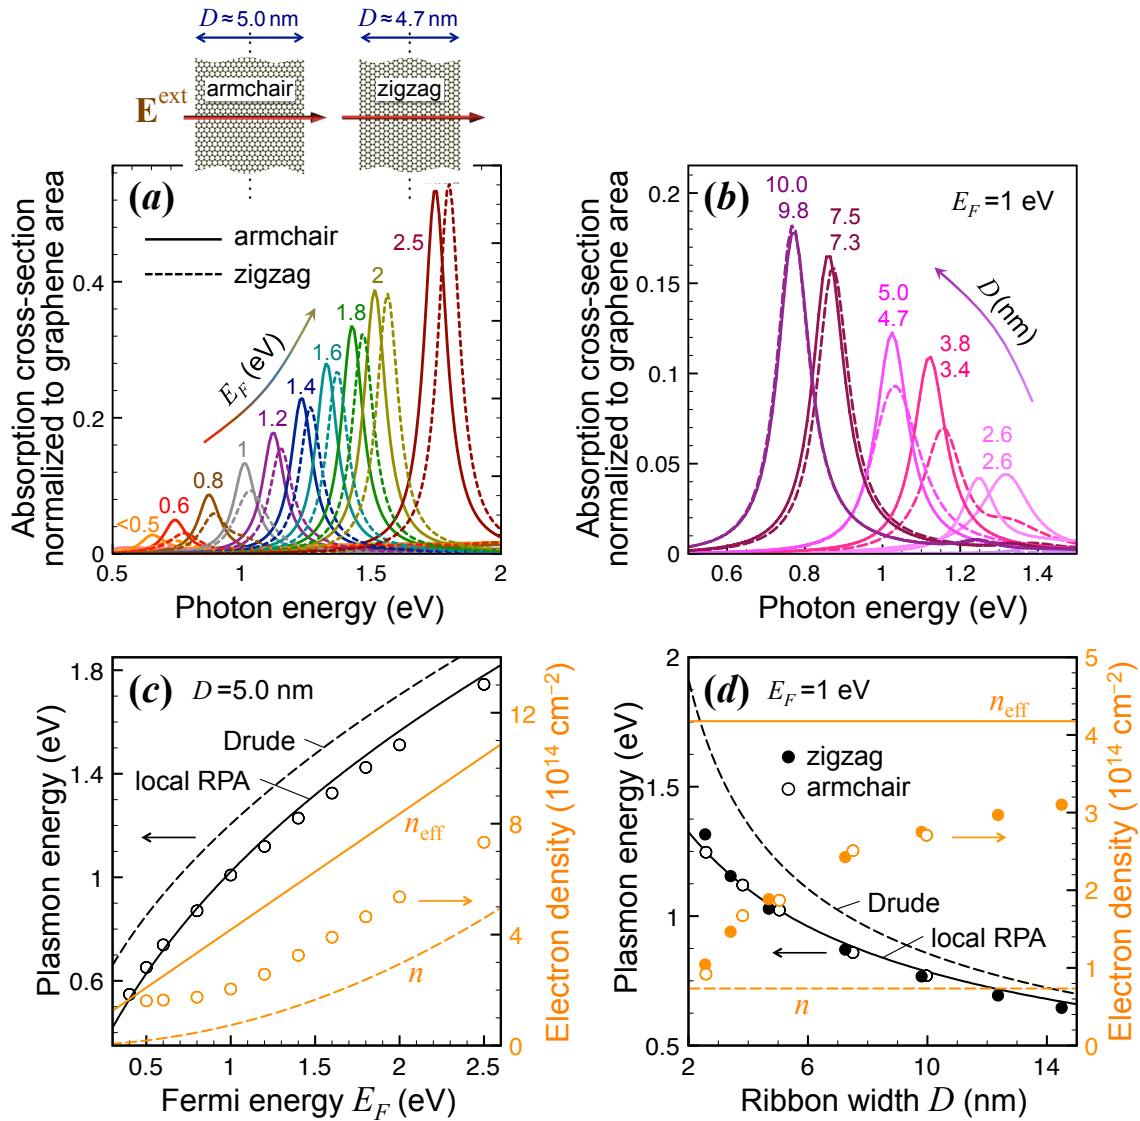 D ≈ 5.0 nm
D ≈ 4.7 nm
armchair
zigzag
E^ext
(a)
armchair
zigzag
E_F (eV)
<0.5
0.6
0.8
1
1.2
1.4
1.6
1.8
2
2.5
0
0.2
0.4
0.5
1
1.5
2
Absorption cross-section
normalized to graphene area
Photon energy (eV)
(b)
E_F = 1 eV
10.0
9.8
7.5
7.3
5.0
4.7
3.8
3.4
2.6
2.6
D (nm)
0
0.05
0.1
0.15
0.2
0.6
0.8
1
1.2
1.4
Absorption cross-section
normalized to graphene area
Photon energy (eV)
(c)
D = 5.0 nm
Drude
local RPA
n_eff
n
0.6
1
1.4
1.8
0.5
1.0
1.5
2.0
2.5
0
4
8
12
Plasmon energy (eV)
Fermi energy E_F (eV)
Electron density (10^14 cm^−2)
(d)
E_F = 1 eV
n_eff
zigzag
armchair
Drude
local RPA
n
0.5
1
1.5
2
2
6
10
14
0
1
2
3
4
5
Plasmon energy (eV)
Ribbon width D (nm)
Electron density (10^14 cm^−2)